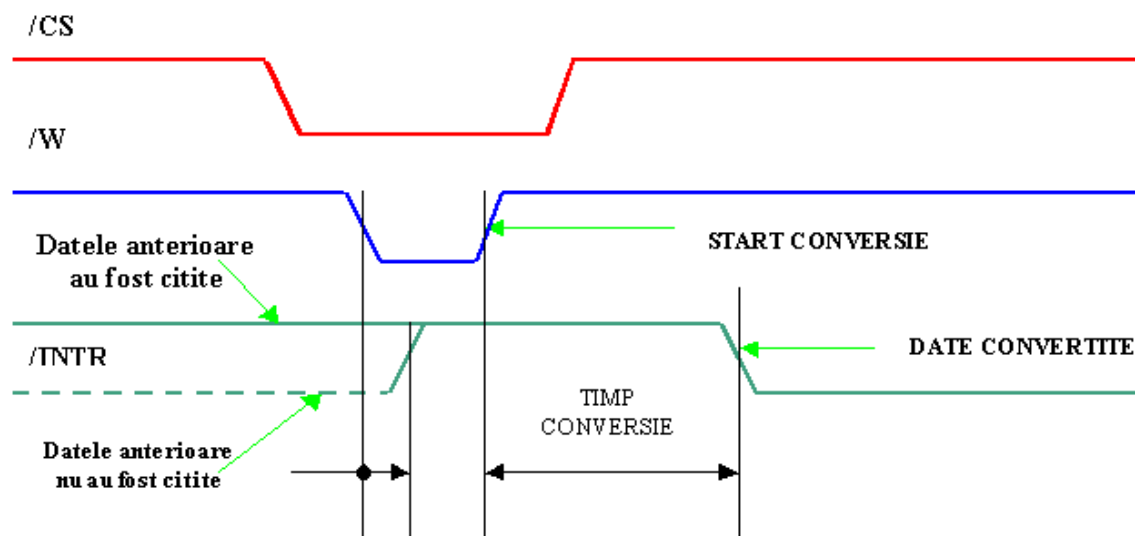 /CS
/W
START CONVERSIE
Datele anterioare
au fost citite
/INTR
DATE CONVERTITE
TIMP
CONVERSIE
Datele anterioare
nu au fost citite